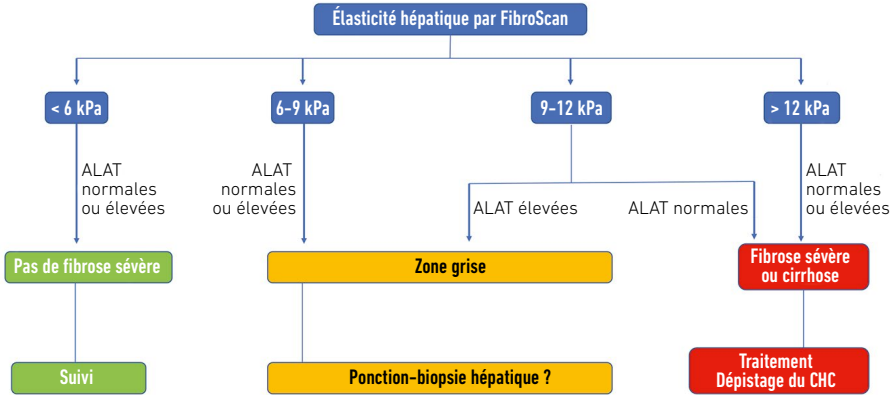 Élasticité hépatique par FibroScan
< 6 kPa
6-9 kPa
9-12 kPa
> 12 kPa
ALAT
normales
ou élevées
ALAT
normales
ou élevées
ALAT élevées
ALAT normales
ALAT
normales
ou élevées
Pas de fibrose sévère
Zone grise
Fibrose sévère
ou cirrhose
Suivi
Ponction-biopsie hépatique ?
Traitement
Dépistage du CHC